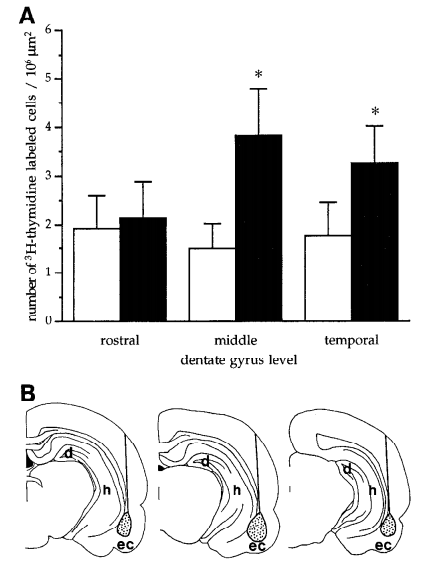 A
number of ³H-thymidine labeled cells / 10⁶ µm²
6
5
4
3
2
1
0
*
*
rostral middle temporal
dentate gyrus level
B
d h ec
d h ec
d h ec